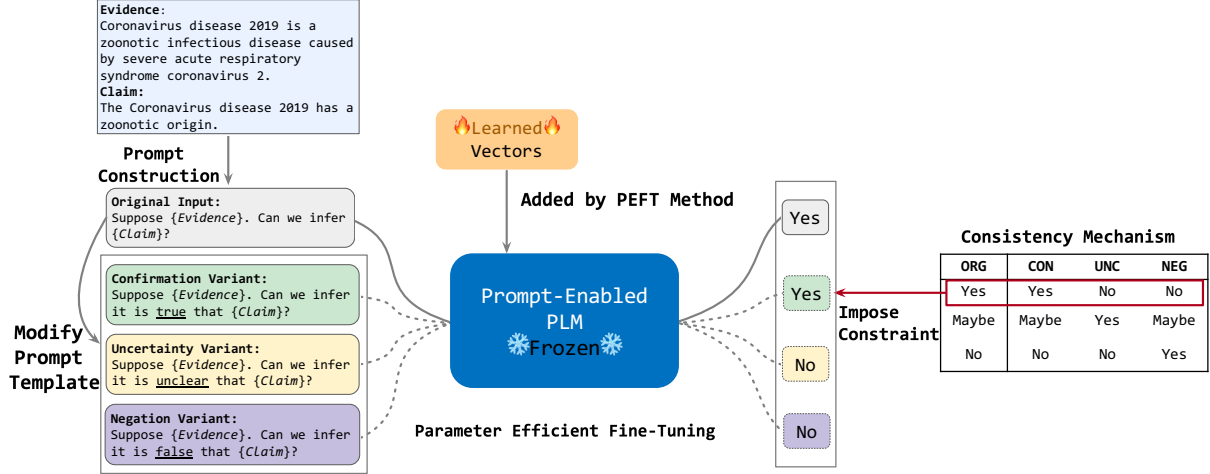 Evidence:
Coronavirus disease 2019 is a
zoonotic infectious disease caused
by severe acute respiratory
syndrome coronavirus 2.
Claim:
The Coronavirus disease 2019 has a
zoonotic origin.
Prompt
Construction
Original Input:
Suppose {Evidence}. Can we infer
{Claim}?
Confirmation Variant:
Suppose {Evidence}. Can we infer
it is true that {Claim}?
Uncertainty Variant:
Suppose {Evidence}. Can we infer
it is unclear that {Claim}?
Negation Variant:
Suppose {Evidence}. Can we infer
it is false that {Claim}?
Modify
Prompt
Template
Learned
Vectors
Added by PEFT Method
Prompt-Enabled
PLM
Frozen
Parameter Efficient Fine-Tuning
Yes
Yes
No
No
Impose
Constraint
Consistency Mechanism
ORG CON UNC NEG
Yes Yes No No
Maybe Maybe Yes Maybe
No No No Yes